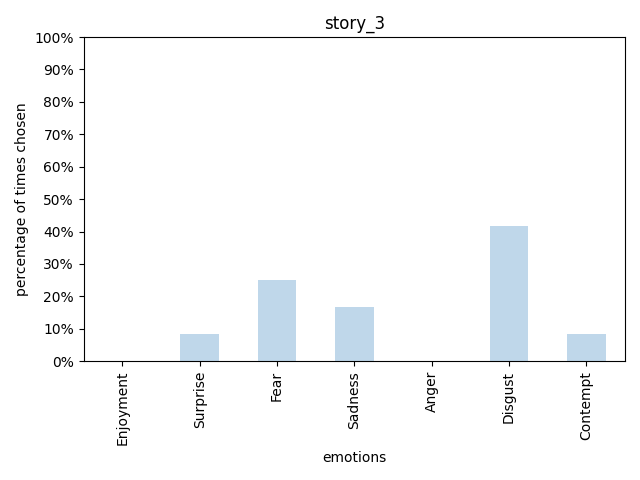 story_3
100%
90%
80%
70%
60%
50%
40%
30%
20%
10%
0%
percentage of times chosen
Enjoyment
Surprise
Fear
Sadness
Anger
Disgust
Contempt
emotions